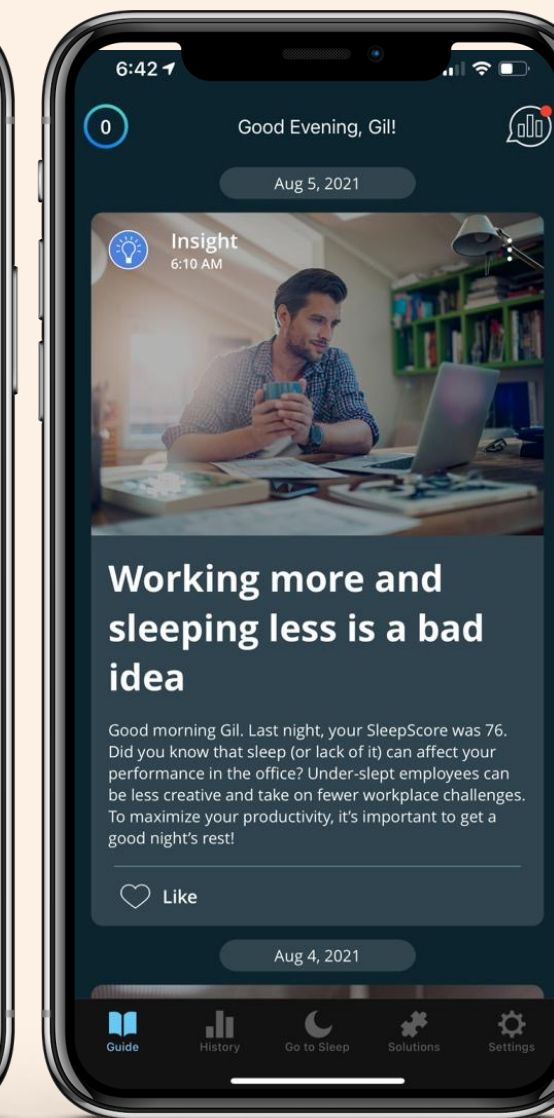 6:42
0
Good Evening, Gil!
Aug 5, 2021
Insight
6:10 AM
Working more and
sleeping less is a bad
idea
Good morning Gil. Last night, your SleepScore was 76.
Did you know that sleep (or lack of it) can affect your
performance in the office? Under-slept employees can
be less creative and take on fewer workplace challenges.
To maximize your productivity, it's important to get a
good night's rest!
Like
Aug 4, 2021
Guide
History
Go to Sleep
Solutions
Settings